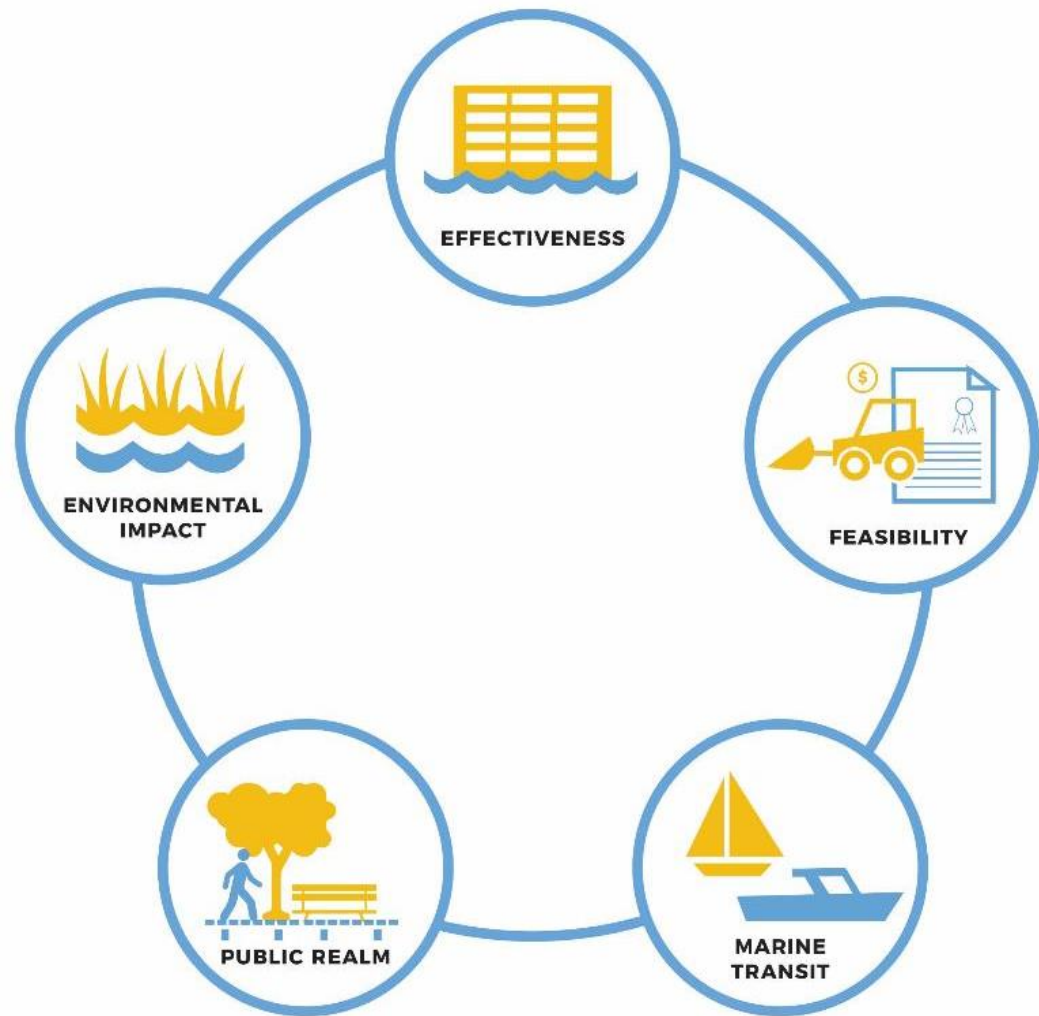 EFFECTIVENESS
$
FEASIBILITY
MARINE
TRANSIT
PUBLIC REALM
ENVIRONMENTAL
IMPACT